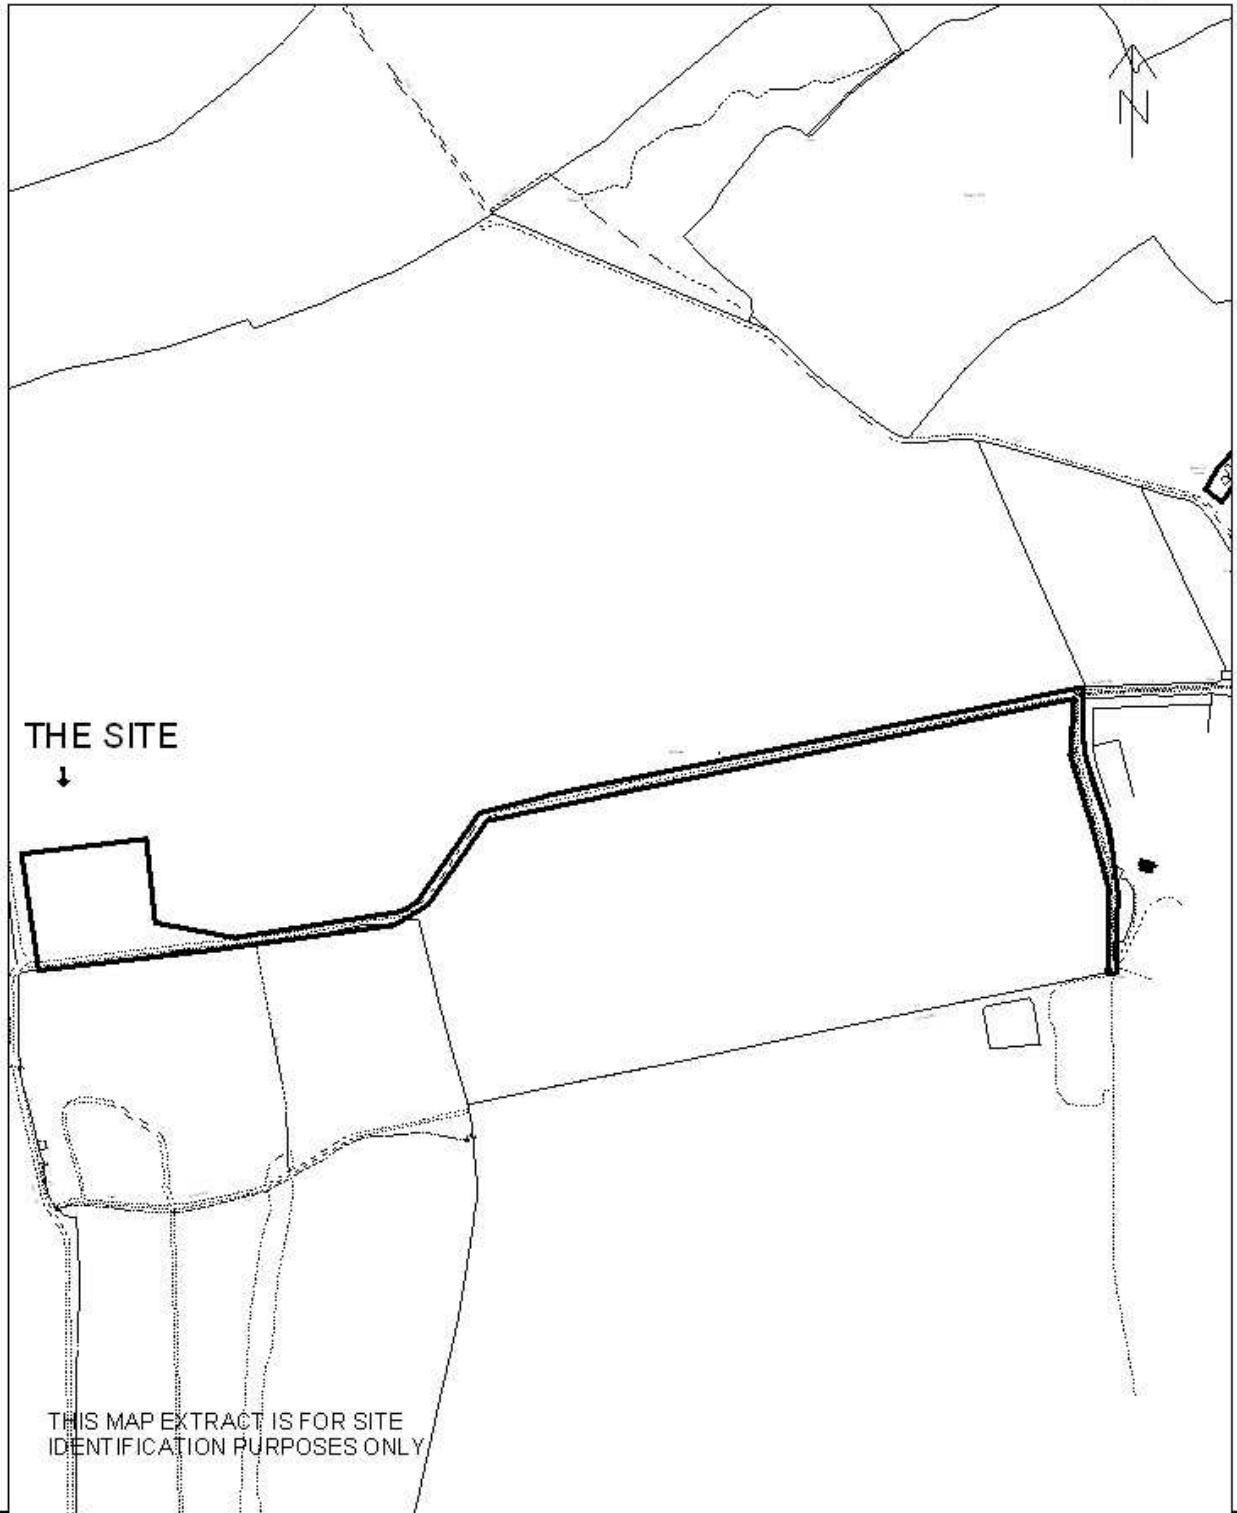 N
THE SITE
THIS MAP EXTRACT IS FOR SITE
IDENTIFICATION PURPOSES ONLY